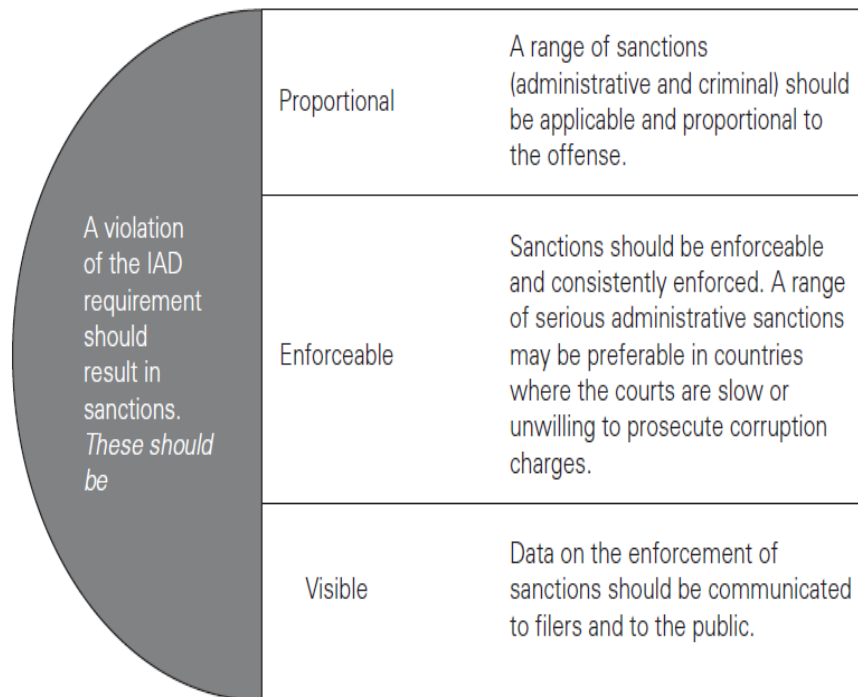 A violation
of the IAD
requirement
should
result in
sanctions.
These should
be
Proportional
A range of sanctions
(administrative and criminal) should
be applicable and proportional to
the offense.
Enforceable
Sanctions should be enforceable
and consistently enforced. A range
of serious administrative sanctions
may be preferable in countries
where the courts are slow or
unwilling to prosecute corruption
charges.
Visible
Data on the enforcement of
sanctions should be communicated
to filers and to the public.